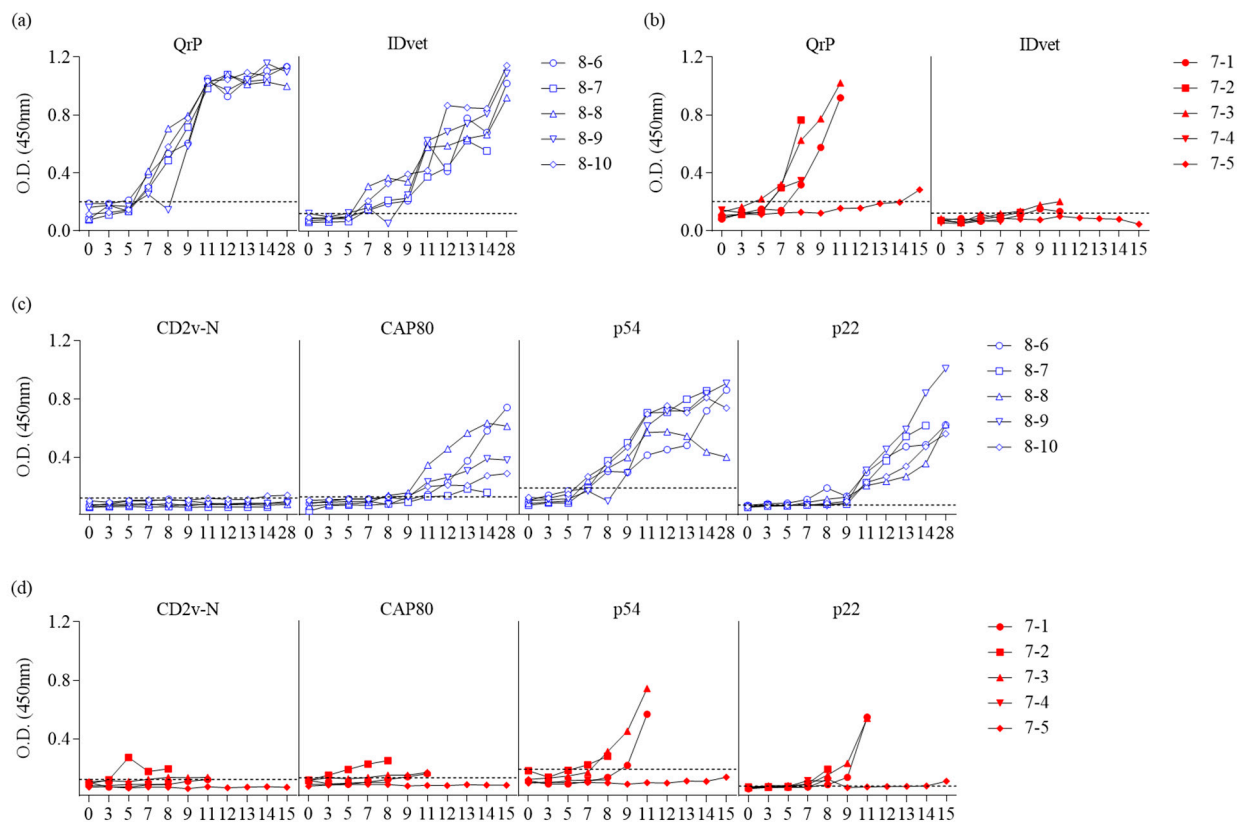 (a)
QrP
IDvet
O.D. (450nm)
1.2
0.8
0.4
0.0
0 3 5 7 8 9 11 12 13 14 28
0 3 5 7 8 9 11 12 13 14 28
8-6
8-7
8-8
8-9
8-10
(b)
QrP
IDvet
O.D. (450nm)
1.2
0.8
0.4
0.0
0 3 5 7 8 9 11 12 13 14 15
0 3 5 7 8 9 11 12 13 14 15
7-1
7-2
7-3
7-4
7-5
(c)
CD2v-N
CAP80
p54
p22
O.D. (450nm)
1.2
0.8
0.4
0 3 5 7 8 9 11 12 13 14 28
0 3 5 7 8 9 11 12 13 14 28
0 3 5 7 8 9 11 12 13 14 28
0 3 5 7 8 9 11 12 13 14 28
8-6
8-7
8-8
8-9
8-10
(d)
CD2v-N
CAP80
p54
p22
O.D. (450nm)
1.2
0.8
0.4
0 3 5 7 8 9 11 12 13 14 15
0 3 5 7 8 9 11 12 13 14 15
0 3 5 7 8 9 11 12 13 14 15
0 3 5 7 8 9 11 12 13 14 15
7-1
7-2
7-3
7-4
7-5